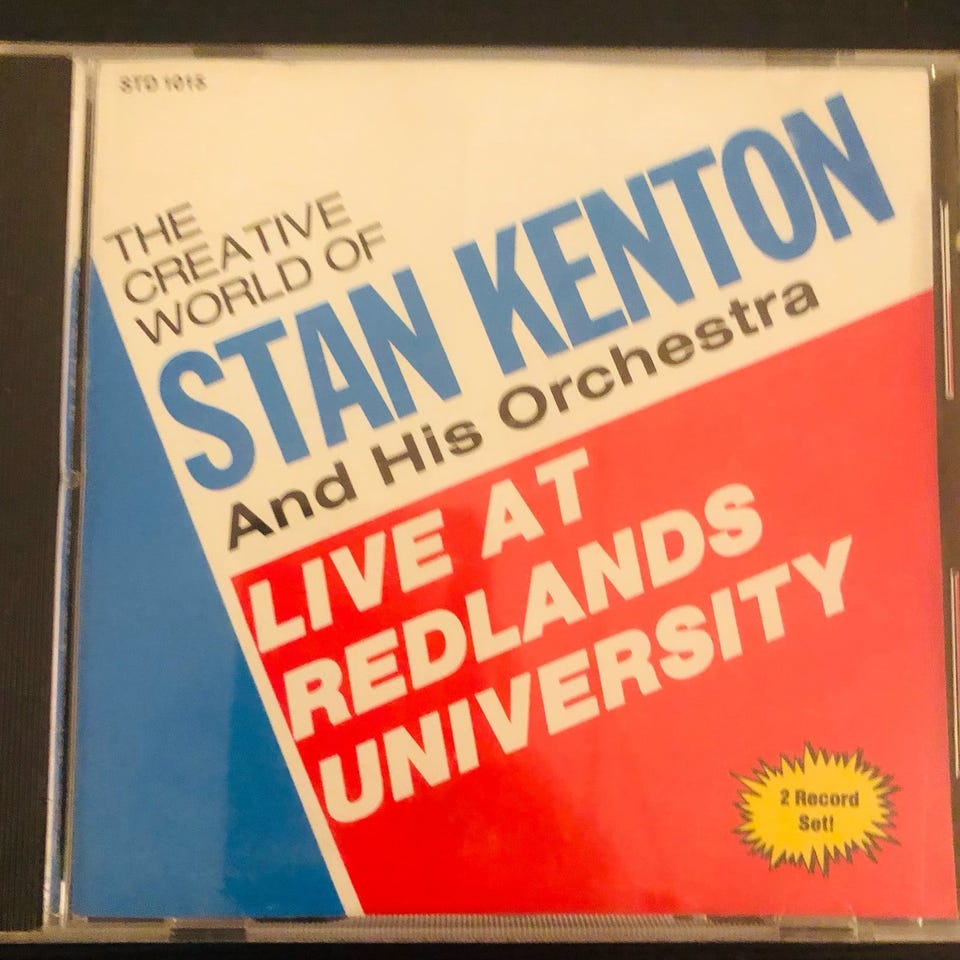 STD 1015
THE
CREATIVE
WORLD OF
STAN KENTON
And His Orchestra
LIVE AT
REDLANDS
UNIVERSITY
2 Record
Set!